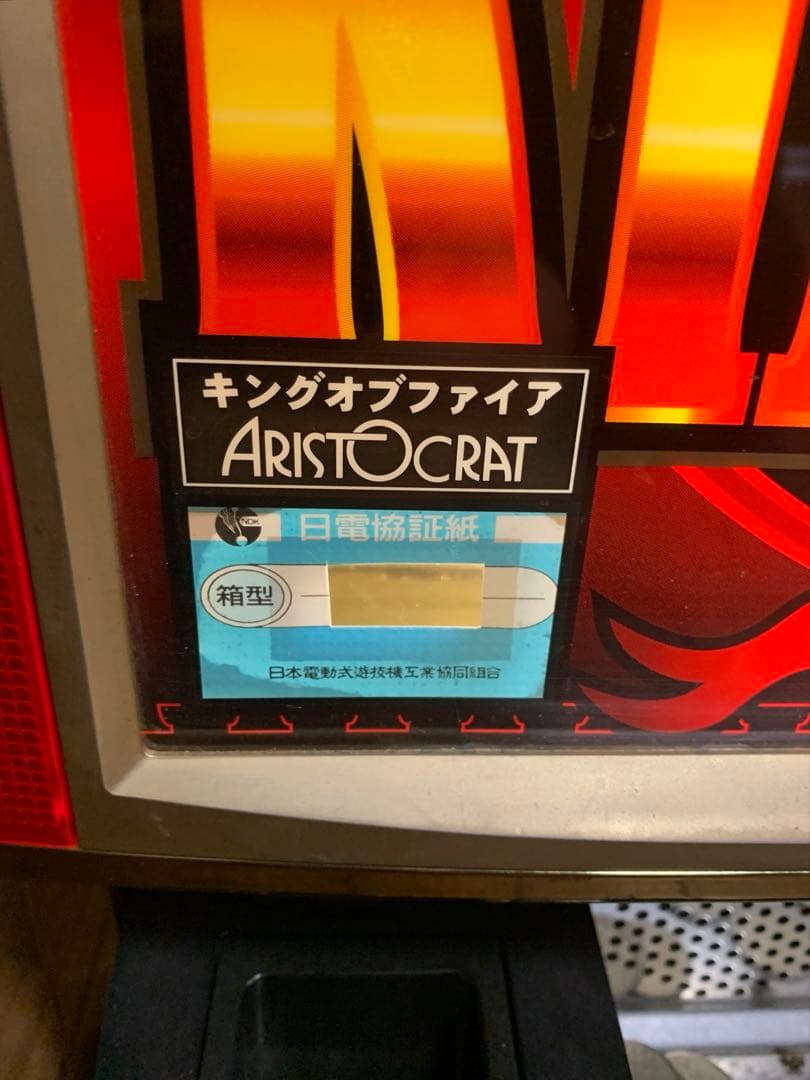 キングオブファイア
ARISTOCRAT
NDK
日電協証紙
箱型
日本電動式遊技機工業協同組合